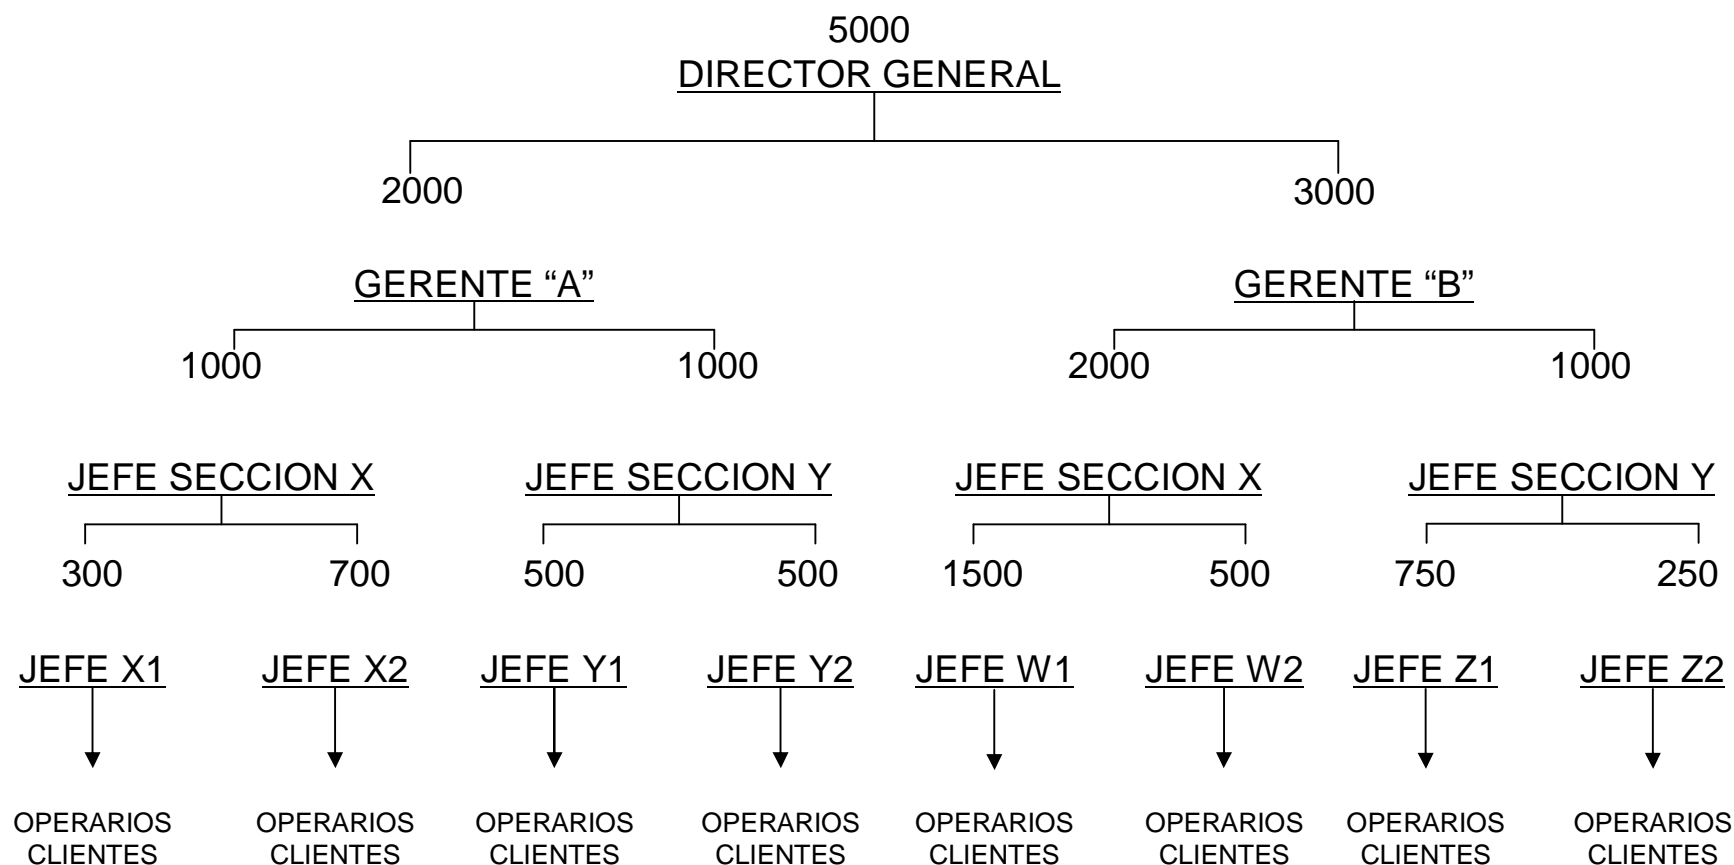 5000
DIRECTOR GENERAL
2000 3000
GERENTE “A” GERENTE “B”
1000 1000 2000 1000
JEFE SECCION X JEFE SECCION Y JEFE SECCION X JEFE SECCION Y
300 700 500 500 1500 500 750 250
JEFE X1 JEFE X2 JEFE Y1 JEFE Y2 JEFE W1 JEFE W2 JEFE Z1 JEFE Z2
OPERARIOS OPERARIOS OPERARIOS OPERARIOS OPERARIOS OPERARIOS OPERARIOS OPERARIOS
CLIENTES CLIENTES CLIENTES CLIENTES CLIENTES CLIENTES CLIENTES CLIENTES